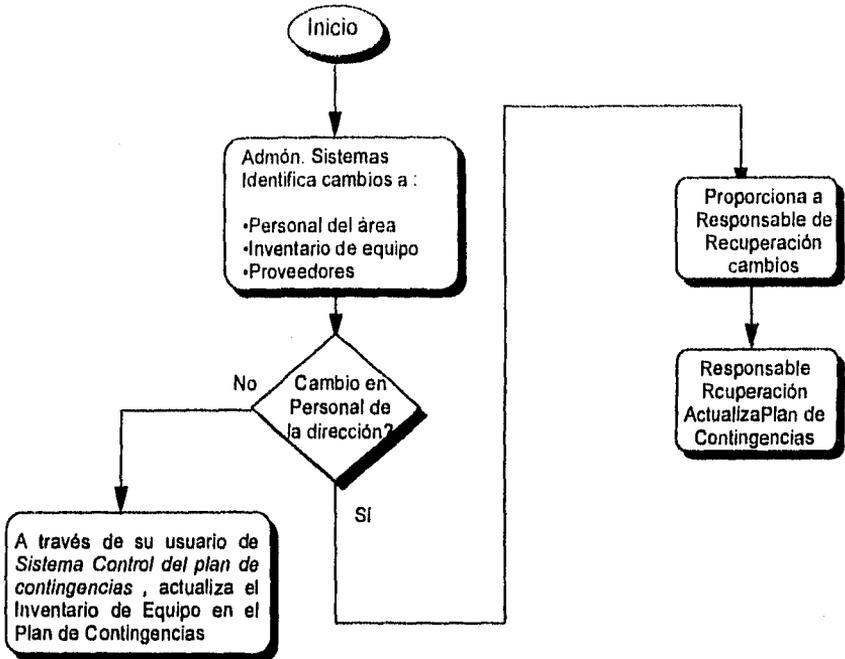 Inicio
Admón. Sistemas
Identifica cambios a :
•Personal del área
•Inventario de equipo
•Proveedores
Cambio en
Personal de
la dirección?
No
Sí
A través de su usuario de
Sistema Control del plan de
contingencias , actualiza el
Inventario de Equipo en el
Plan de Contingencias
Proporciona a
Responsable de
Recuperación
cambios
Responsable
Rcuperación
ActualizaPlan de
Contingencias